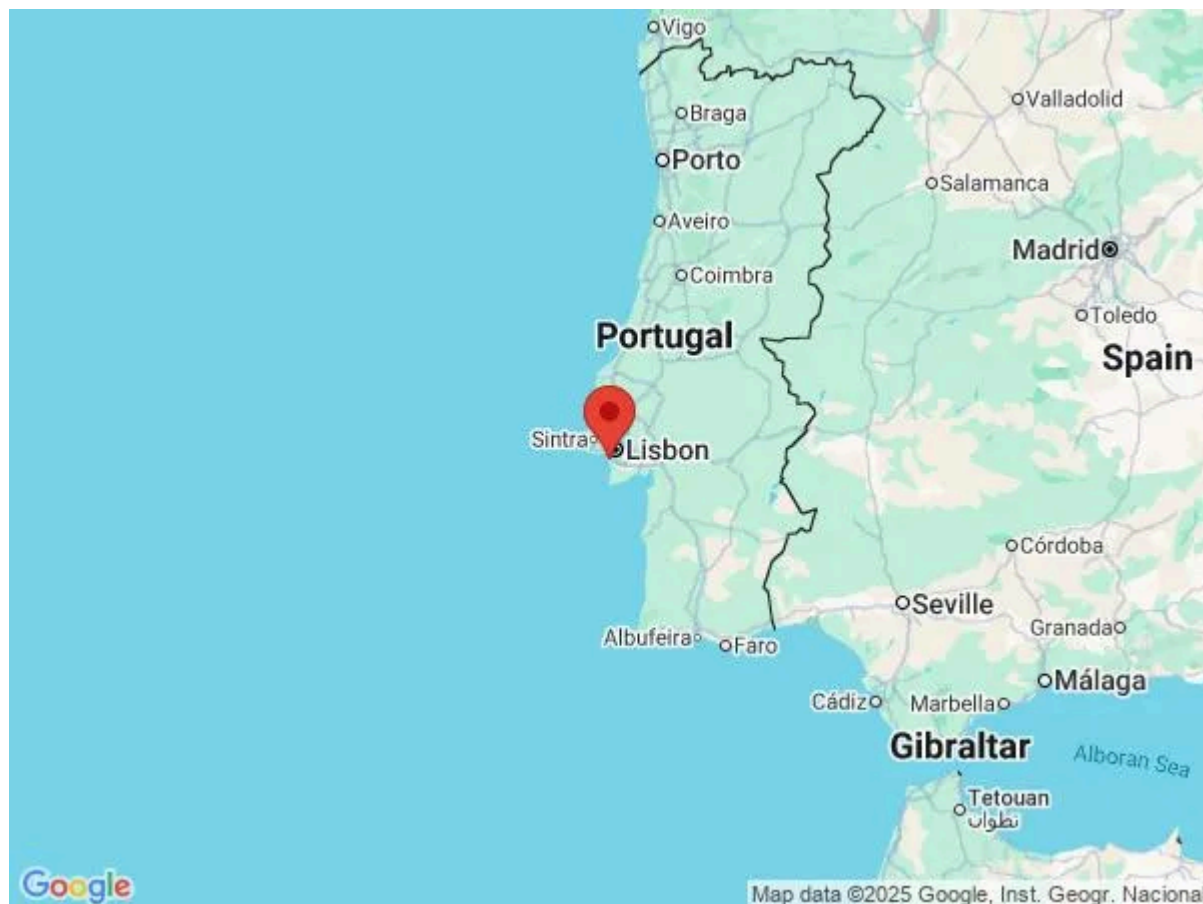 Vigo
Valladolid
Braga
Porto
Salamanca
Aveiro
Madrid
Coimbra
Toledo
Portugal
Spain
Sintra
Lisbon
Córdoba
Seville
Granada
Albufeira
Faro
Málaga
Cádiz
Marbella
Gibraltar
Alboran Sea
Tetouan
تطوان
Google
Map data ©2025 Google, Inst. Geogr. Nacional